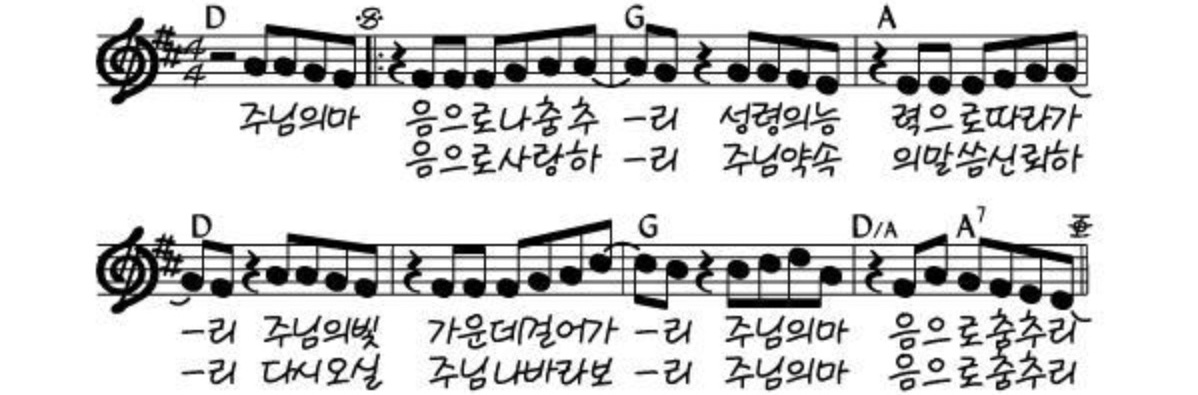 D G A
4
4
주님의마 음으로나춤추 -리 성령의능 력으로따라가
음으로사랑하 -리 주님약속 의말씀신뢰하
D G D/A A7
-리 주님의빛 가운데걸어가 -리 주님의마 음으로춤추리
-리 다시오실 주님나바라보 -리 주님의마 음으로춤추리